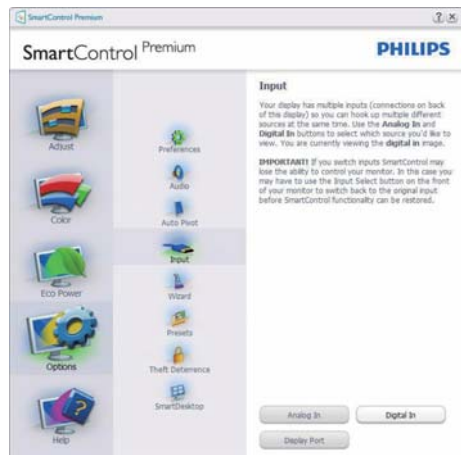 SmartControl Premium
SmartControl Premium
PHILIPS
Adjust
Color
Eco Power
Options
Help
Preferences
Audio
Auto Pivot
Input
Wizard
Presets
Theft Deterrence
SmartDesktop
Input
Your display has multiple inputs (connections on back
of this display) so you can hook up multiple different
sources at the same time. Use the Analog In and
Digital In buttons to select which source you'd like to
view. You are currently viewing the digital in image.
IMPORTANT! If you switch inputs SmartControl may
lose the ability to control your monitor. In this case you
may have to use the Input Select button on the front
of your monitor to switch back to the original input
before SmartControl functionality can be restored.
Analog In
Digital In
Display Port